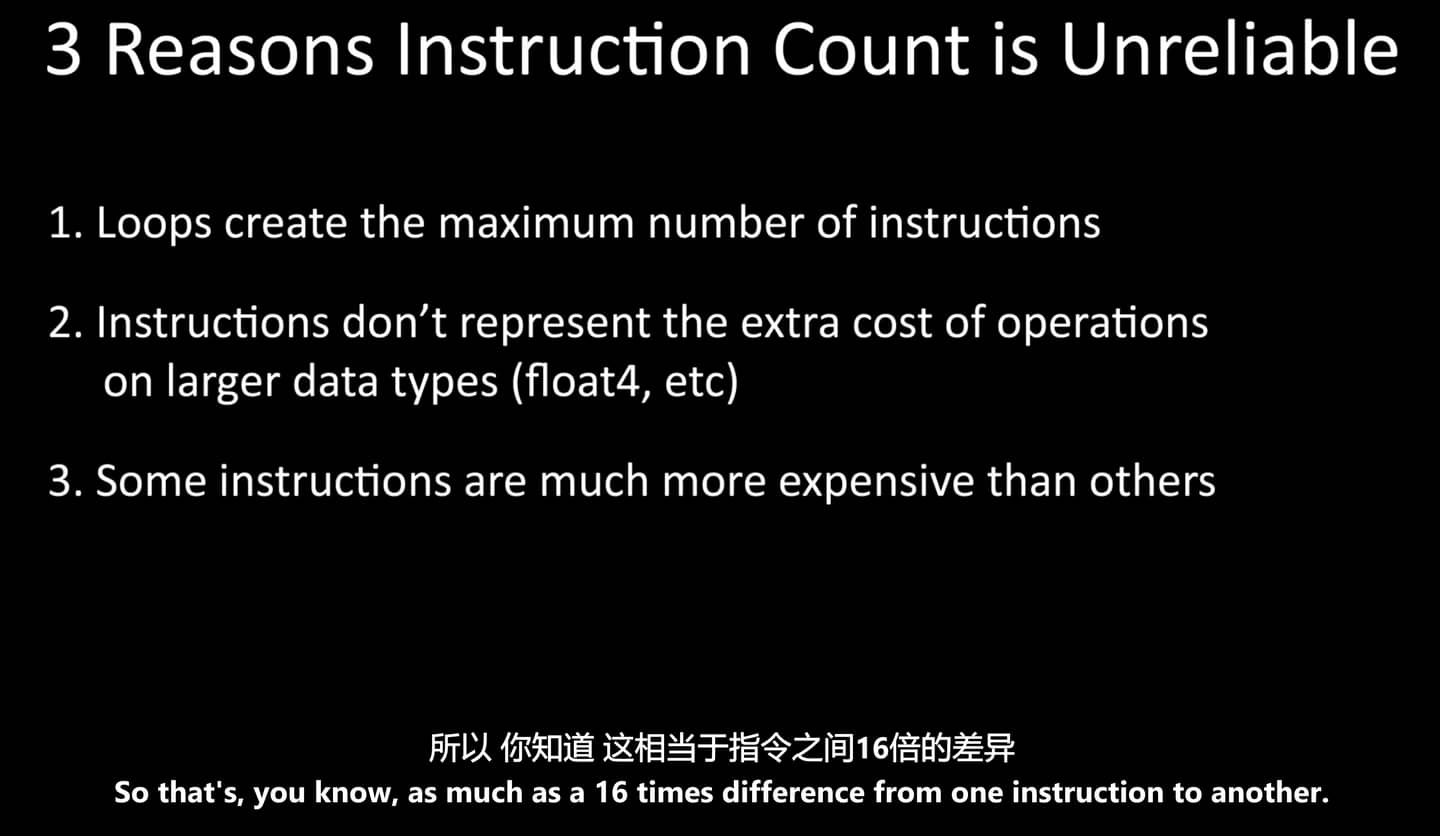 3 Reasons Instruction Count is Unreliable
1. Loops create the maximum number of instructions
2. Instructions don’t represent the extra cost of operations
on larger data types (float4, etc)
3. Some instructions are much more expensive than others
所以 你知道 这相当于指令之间16倍的差异
So that's, you know, as much as a 16 times difference from one instruction to another.